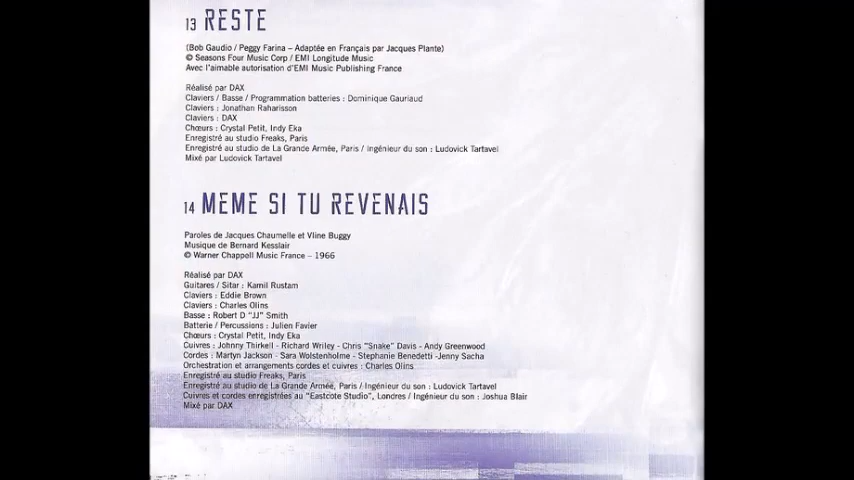 13 RESTE
(Bob Gaudio / Peggy Farina – Adaptée en Français par Jacques Plante)
© Seasons Four Music Corp / EMI Longitude Music
Avec l'aimable autorisation d'EMI Music Publishing France
Réalisé par DAX
Claviers / Basse / Programmation batteries : Dominique Gauriaud
Claviers : Jonathan Raharisson
Claviers : DAX
Chœurs : Crystal Petit, Indy Eka
Enregistré au studio Freaks, Paris
Enregistré au studio de La Grande Armée, Paris / Ingénieur du son : Ludovick Tartavel
Mixé par Ludovick Tartavel
14 MEME SI TU REVENAIS
Paroles de Jacques Chaumelle et Vline Buggy
Musique de Bernard Kesslair
© Warner Chappell Music France – 1966
Réalisé par DAX
Guitares / Sitar : Kamil Rustam
Claviers : Eddie Brown
Claviers : Charles Olins
Basse : Robert D "JJ" Smith
Batterie / Percussions : Julien Favier
Chœurs : Crystal Petit, Indy Eka
Cuivres : Johnny Thirkell - Richard Wriley - Chris "Snake" Davis - Andy Greenwood
Cordes : Martyn Jackson - Sara Wolstenholme - Stephanie Benedetti -Jenny Sacha
Orchestration et arrangements cordes et cuivres : Charles Olins
Enregistré au studio Freaks, Paris
Enregistré au studio de La Grande Armée, Paris / Ingénieur du son : Ludovick Tartavel
Cuivres et cordes enregistrées au "Eastcote Studio", Londres / Ingénieur du son : Joshua Blair
Mixé par DAX